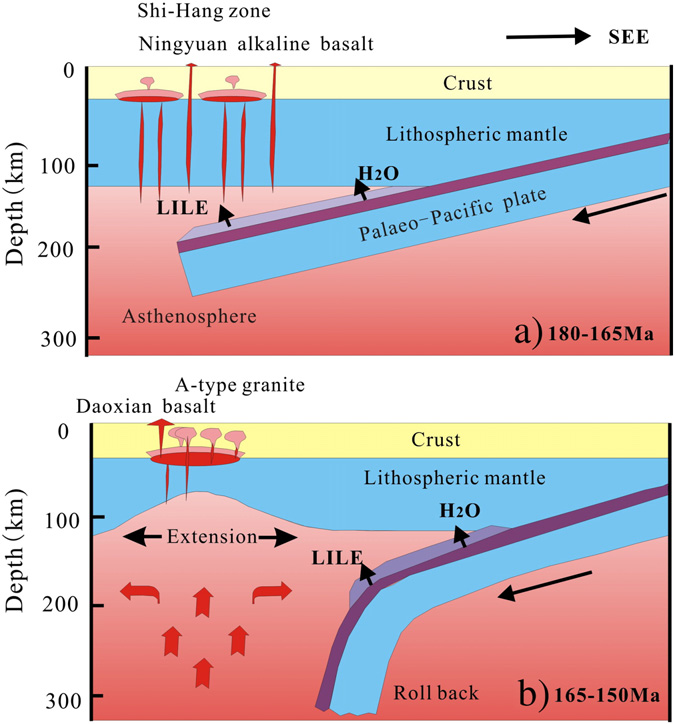 Shi-Hang zone
Ningyuan alkaline basalt
SEE
0
Crust
Lithospheric mantle
100
H2O
LILE
Palaeo-Pacific plate
200
Asthenosphere
300
a) 180-165Ma
Depth (km)
A-type granite
Daoxian basalt
0
Crust
Lithospheric mantle
100
H2O
Extension
LILE
200
300
Roll back
b) 165-150Ma
Depth (km)